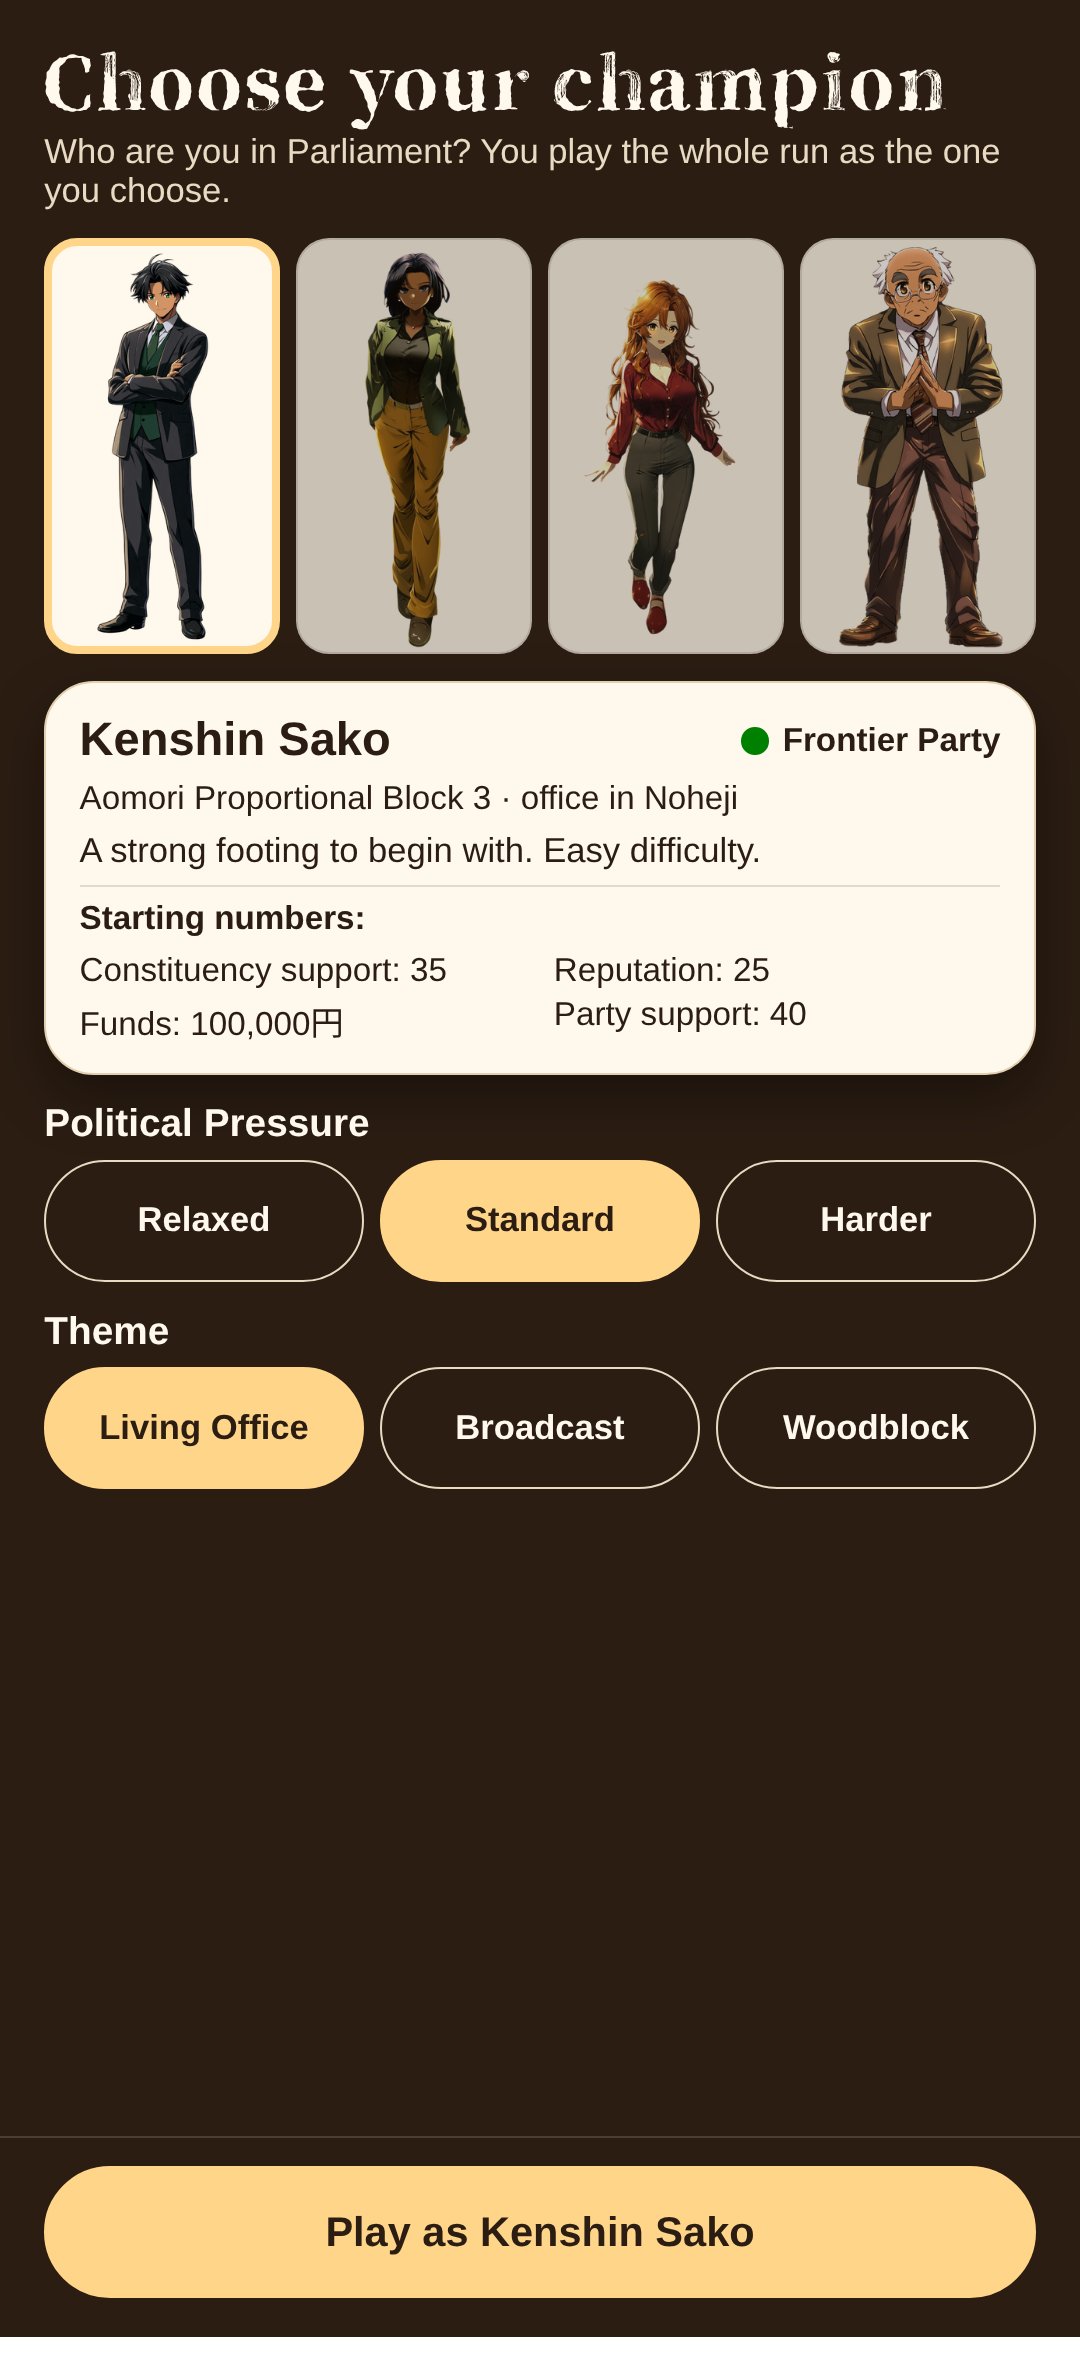 Choose your champion
Who are you in Parliament? You play the whole run as the one
you choose.
Kenshin Sako
Frontier Party
Aomori Proportional Block 3 · office in Noheji
A strong footing to begin with. Easy difficulty.
Starting numbers:
Constituency support: 35
Reputation: 25
Funds: 100,000円
Party support: 40
Political Pressure
Relaxed
Standard
Harder
Theme
Living Office
Broadcast
Woodblock
Play as Kenshin Sako